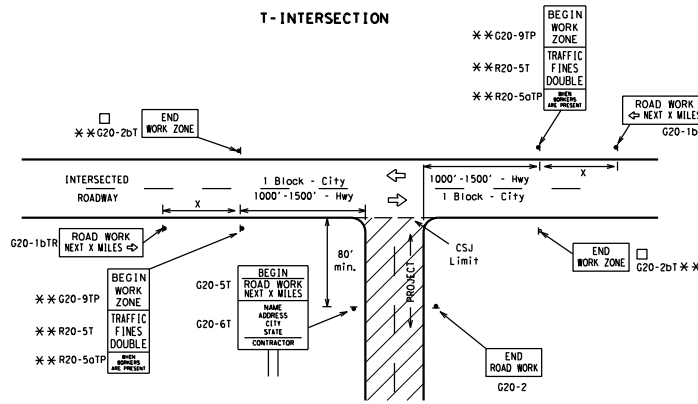 T-INTERSECTION
BEGIN
WORK
ZONE
✶✶G20-9TP
TRAFFIC
FINES
DOUBLE
✶✶R20-5T
WHEN
WORKERS
ARE PRESENT
✶✶R20-5aTP
ROAD WORK
⇦ NEXT X MILES
G20-1b
□
✶✶G20-2bT
END
WORK ZONE
INTERSECTED
ROADWAY
1 Block - City
1000'-1500' - Hwy
1000'-1500' - Hwy
1 Block - City
X
X
G20-1bTR
ROAD WORK
NEXT X MILES ⇨
80'
min.
CSJ
Limit
PROJECT
END
WORK ZONE
□
G20-2bT ✶✶
BEGIN
WORK
ZONE
✶✶G20-9TP
TRAFFIC
FINES
DOUBLE
✶✶R20-5T
WHEN
WORKERS
ARE PRESENT
✶✶R20-5aTP
G20-5T
BEGIN
ROAD WORK
NEXT X MILES
G20-6T
NAME
ADDRESS
CITY
STATE
CONTRACTOR
END
ROAD WORK
G20-2